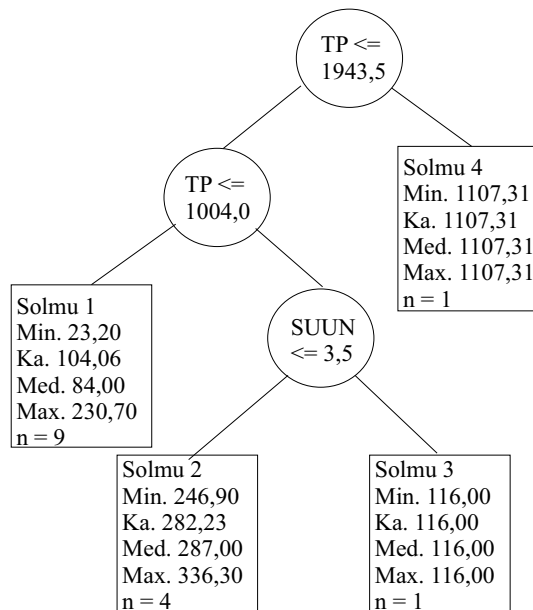 TP <=
1943,5
TP <=
1004,0
Solmu 4
Min. 1107,31
Ka. 1107,31
Med. 1107,31
Max. 1107,31
n = 1
Solmu 1
Min. 23,20
Ka. 104,06
Med. 84,00
Max. 230,70
n = 9
SUUN
<= 3,5
Solmu 2
Min. 246,90
Ka. 282,23
Med. 287,00
Max. 336,30
n = 4
Solmu 3
Min. 116,00
Ka. 116,00
Med. 116,00
Max. 116,00
n = 1